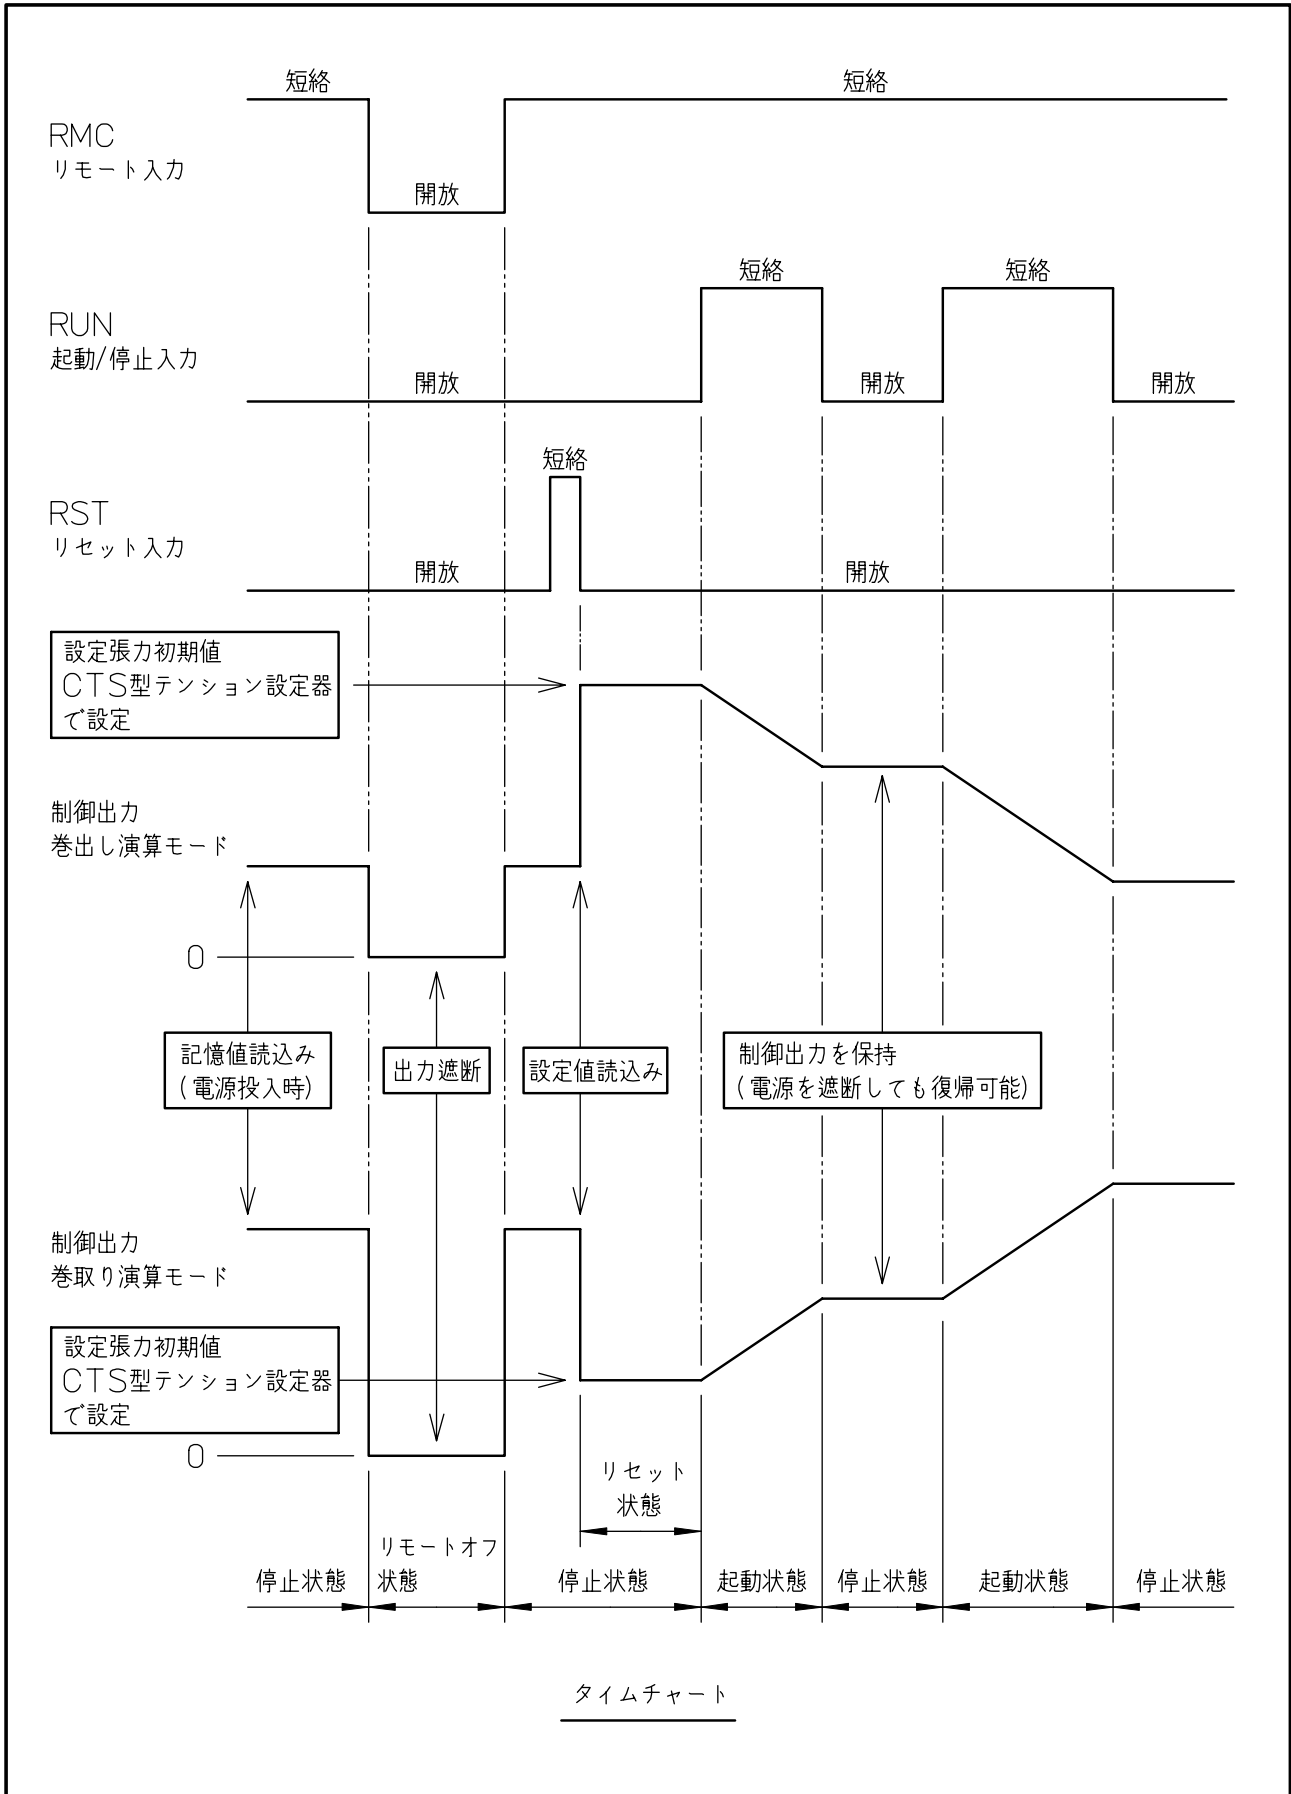 短絡
短絡
RMC
リモート入力
開放
短絡
短絡
RUN
起動/停止入力
開放
開放
開放
短絡
RST
リセット入力
開放
開放
設定張力初期値
CTS型テンション設定器
で設定
制御出力
巻出し演算モード
0
記憶値読込み
(電源投入時)
出力遮断
設定値読込み
制御出力を保持
(電源を遮断しても復帰可能)
制御出力
巻取り演算モード
設定張力初期値
CTS型テンション設定器
で設定
0
リセット
状態
停止状態
リモートオフ
状態
停止状態
起動状態
停止状態
起動状態
停止状態
タイムチャート